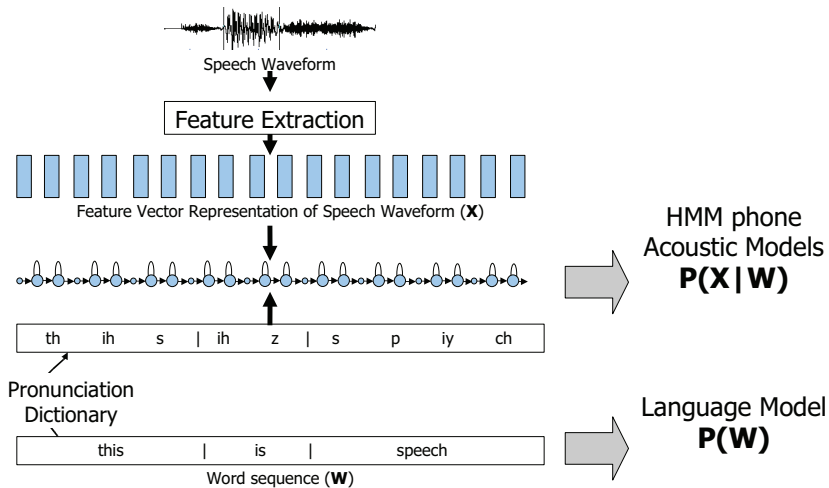 Speech Waveform
Feature Extraction
Feature Vector Representation of Speech Waveform (X)
HMM phone
Acoustic Models
P(X|W)
th ih s | ih z | s p iy ch
Pronunciation
Dictionary
Language Model
P(W)
this | is | speech
Word sequence (W)